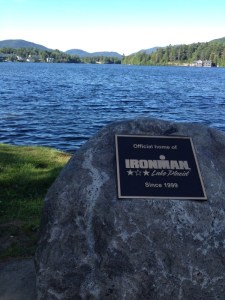 Official home of
IRONMAN
Lake Placid
Since 1999